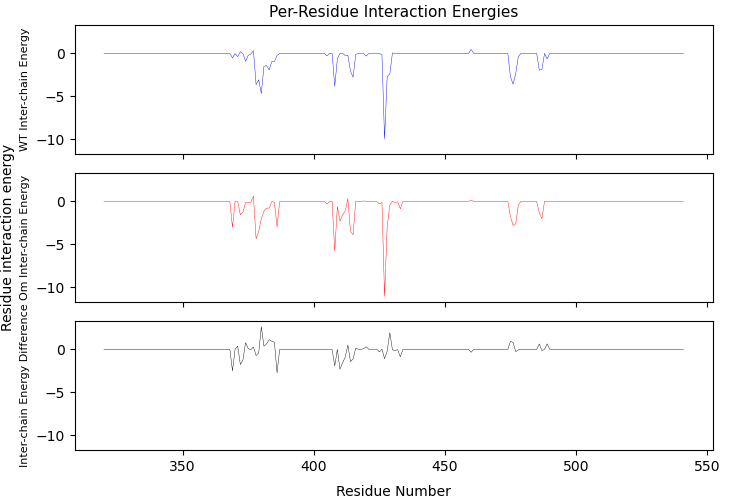 Per-Residue Interaction Energies
Residue interaction energy
WT Inter-chain Energy
0
−5
−10
Om Inter-chain Energy
0
−5
−10
Inter-chain Energy Difference
0
−5
−10
350
400
450
500
550
Residue Number